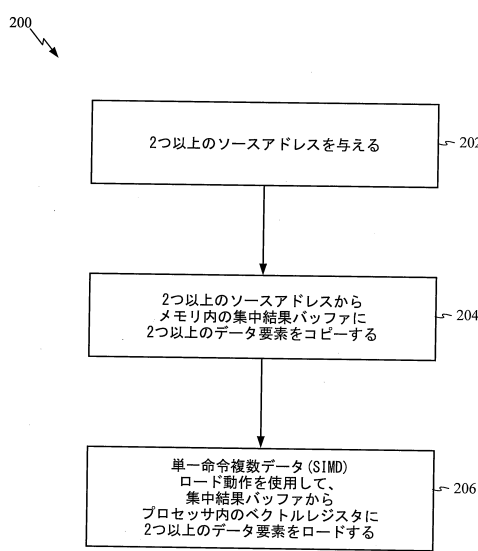 200
2つ以上のソースアドレスを与える
202
2つ以上のソースアドレスから
メモリ内の集中結果バッファに
2つ以上のデータ要素をコピーする
204
単一命令複数データ(SIMD)
ロード動作を使用して、
集中結果バッファから
プロセッサ内のベクトルレジスタに
2つ以上のデータ要素をロードする
206